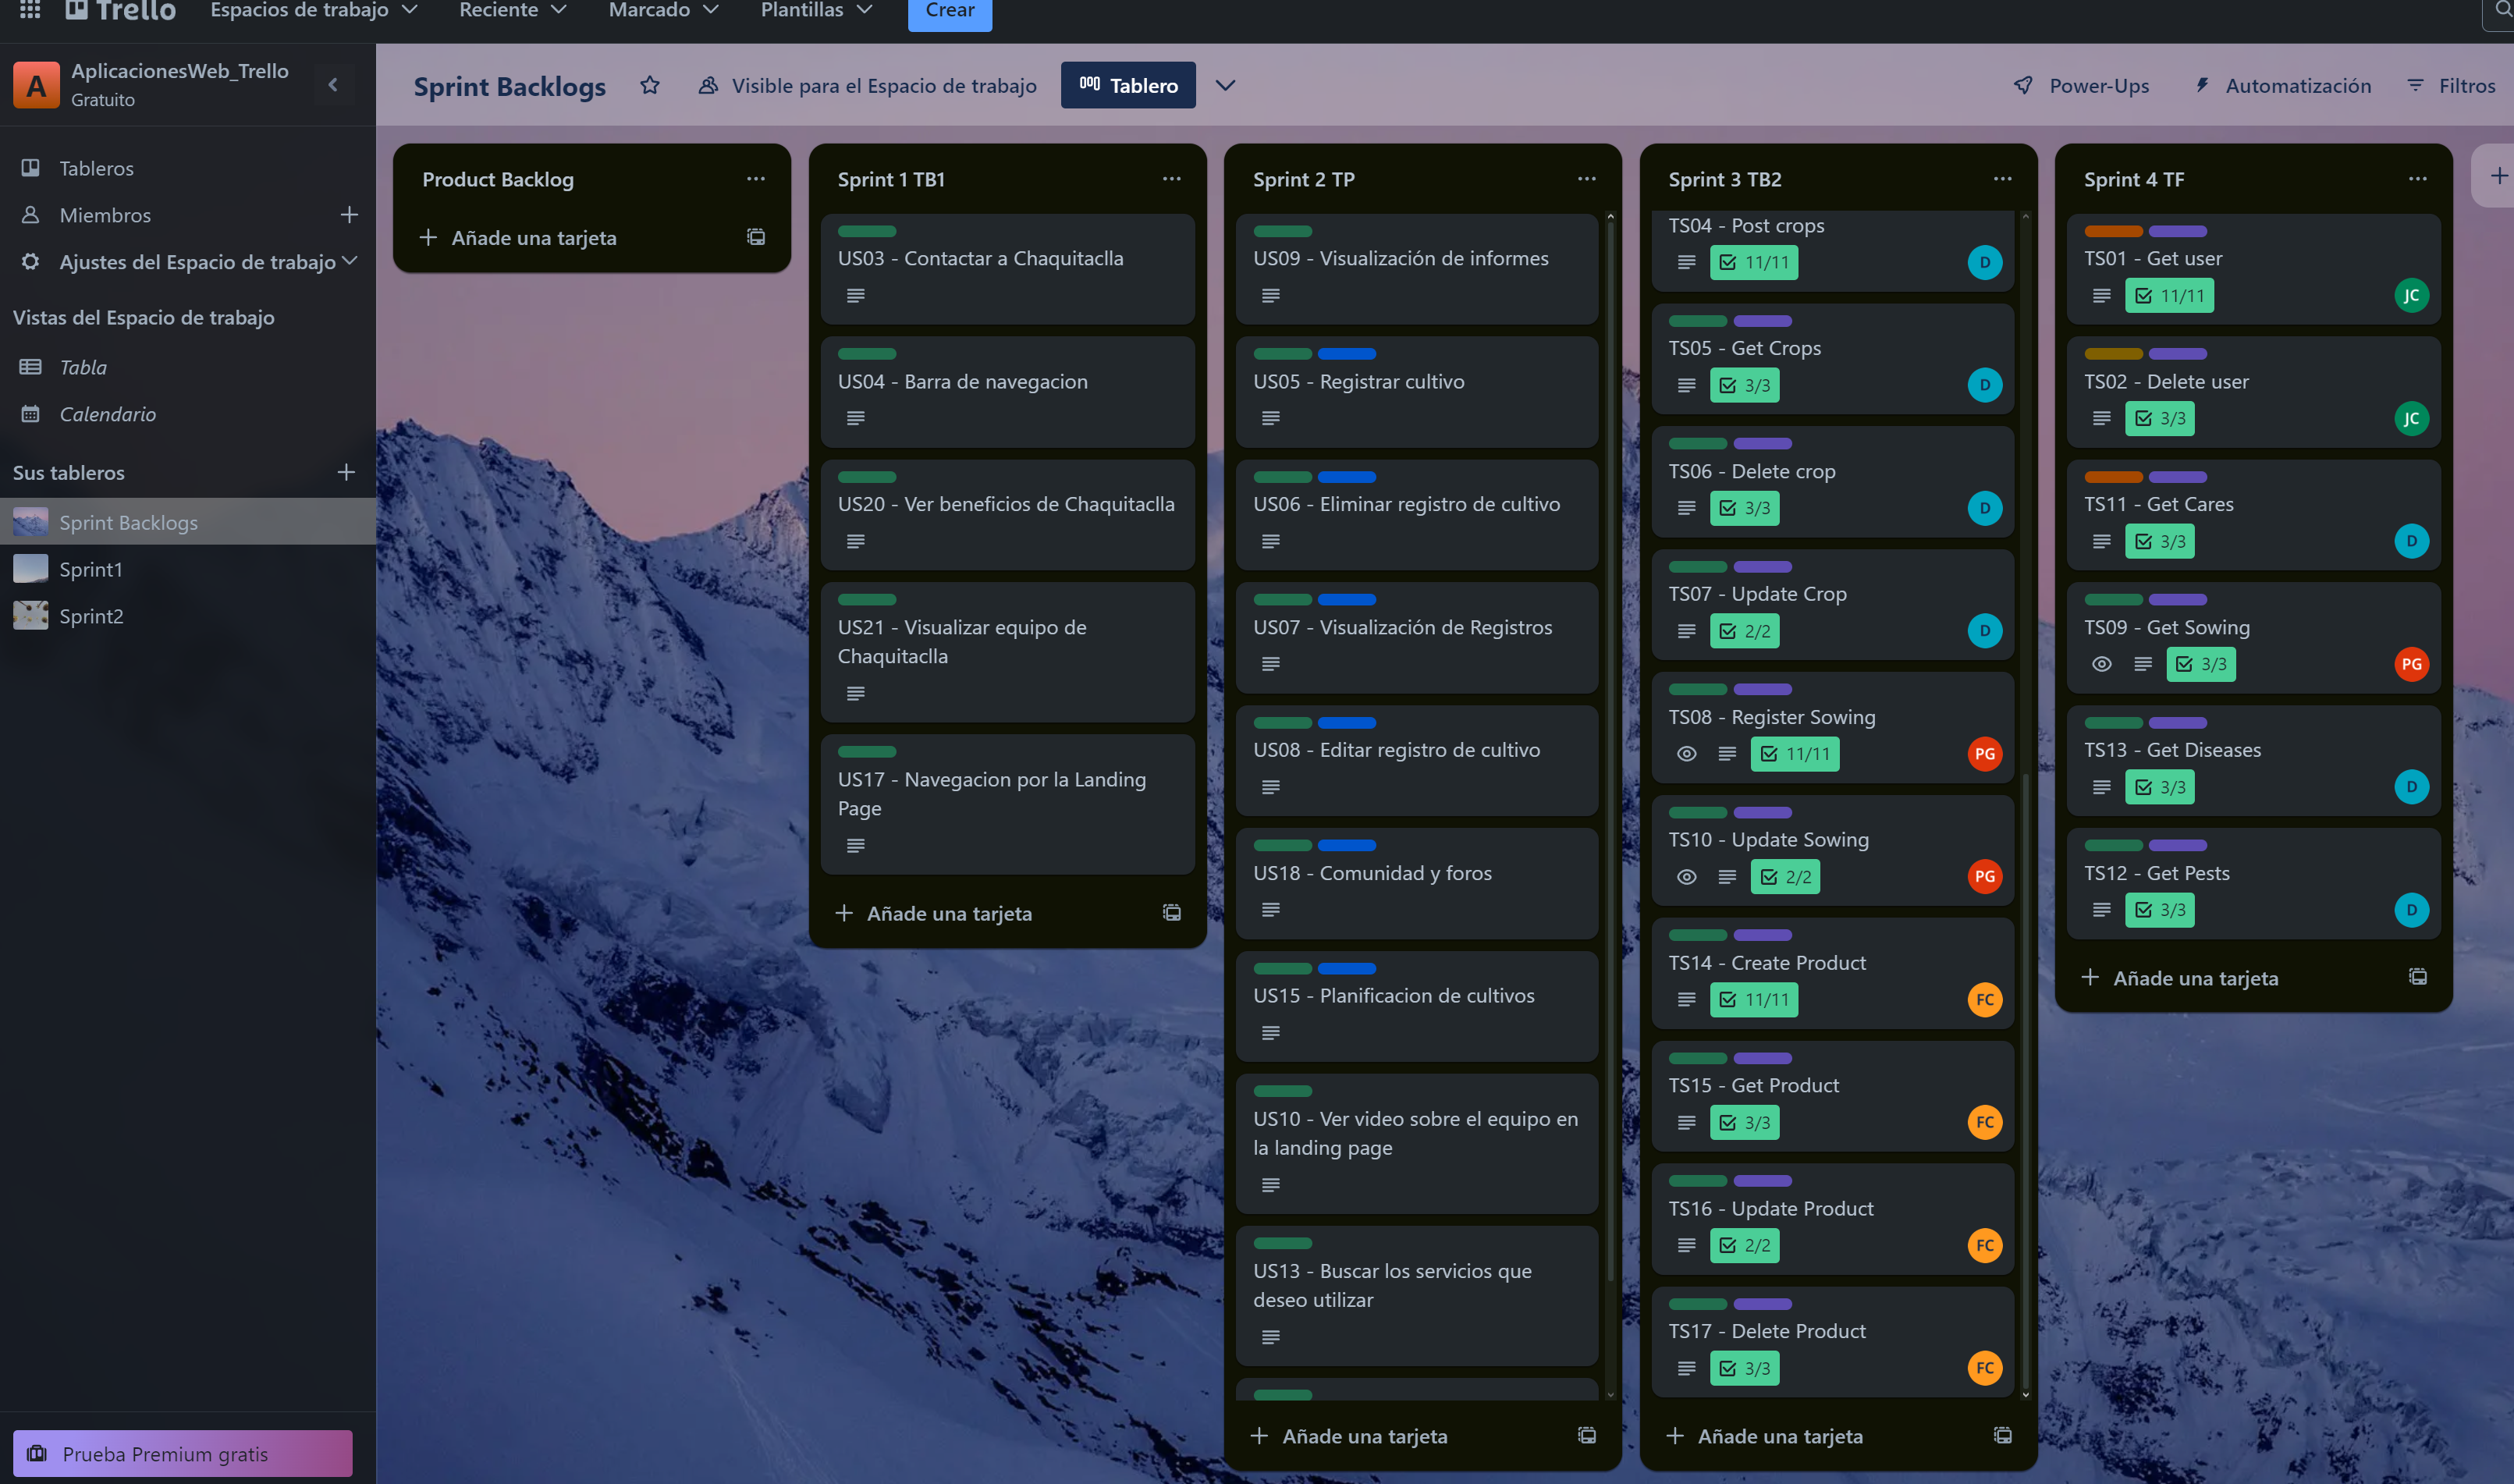 Trello
Espacios de trabajo
Reciente
Marcado
Plantillas
Crear
A
AplicacionesWeb_Trello
Gratuito
Tableros
Miembros
Ajustes del Espacio de trabajo
Vistas del Espacio de trabajo
Tabla
Calendario
Sus tableros
Sprint Backlogs
Sprint1
Sprint2
Prueba Premium gratis
Sprint Backlogs
Visible para el Espacio de trabajo
Tablero
Power-Ups
Automatización
Filtros
Product Backlog
Añade una tarjeta
Sprint 1 TB1
US03 - Contactar a Chaquitaclla
US04 - Barra de navegacion
US20 - Ver beneficios de Chaquitaclla
US21 - Visualizar equipo de
Chaquitaclla
US17 - Navegacion por la Landing
Page
Añade una tarjeta
Sprint 2 TP
US09 - Visualización de informes
US05 - Registrar cultivo
US06 - Eliminar registro de cultivo
US07 - Visualización de Registros
US08 - Editar registro de cultivo
US18 - Comunidad y foros
US15 - Planificacion de cultivos
US10 - Ver video sobre el equipo en
la landing page
US13 - Buscar los servicios que
deseo utilizar
Añade una tarjeta
Sprint 3 TB2
TS04 - Post crops
11/11 D
TS05 - Get Crops
3/3 D
TS06 - Delete crop
3/3 D
TS07 - Update Crop
2/2 D
TS08 - Register Sowing
11/11 PG
TS10 - Update Sowing
2/2 PG
TS14 - Create Product
11/11 FC
TS15 - Get Product
3/3 FC
TS16 - Update Product
2/2 FC
TS17 - Delete Product
3/3 FC
Añade una tarjeta
Sprint 4 TF
TS01 - Get user
11/11 JC
TS02 - Delete user
3/3 JC
TS11 - Get Cares
3/3 D
TS09 - Get Sowing
3/3 PG
TS13 - Get Diseases
3/3 D
TS12 - Get Pests
3/3 D
Añade una tarjeta